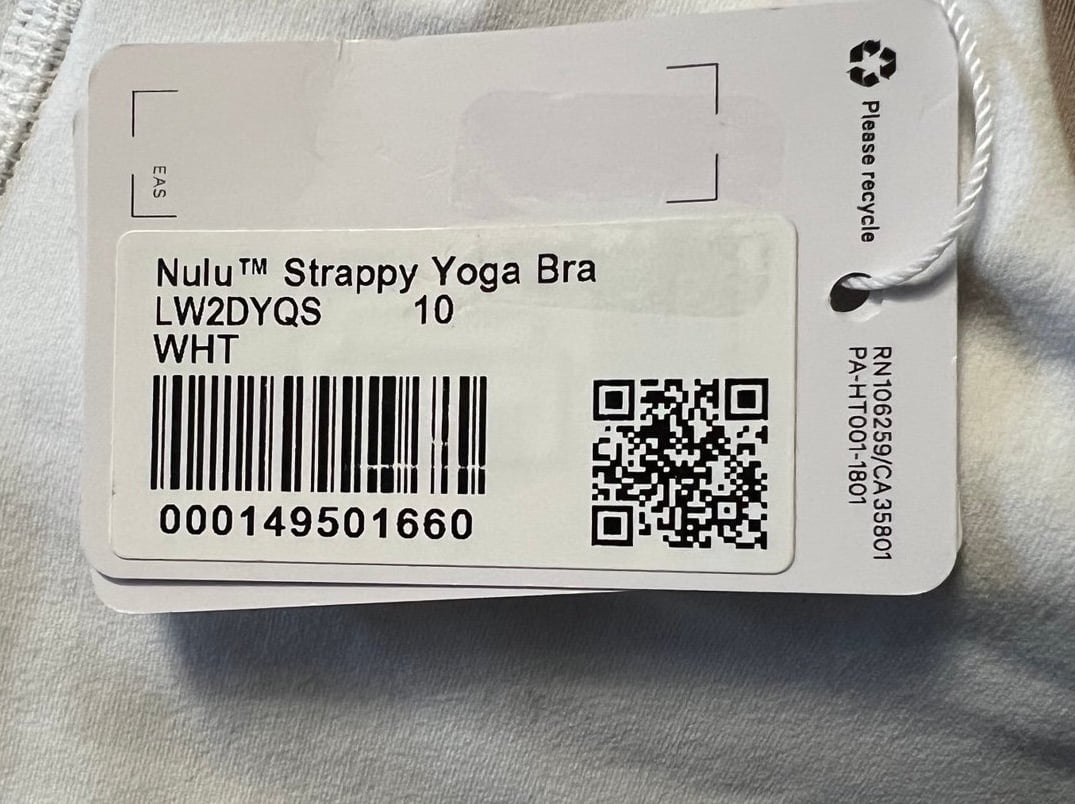 EAS
Nulu™ Strappy Yoga Bra
LW2DYQS 10
WHT
000149501660
Please recycle
RN106259/CA35801
PA-HT001-1801